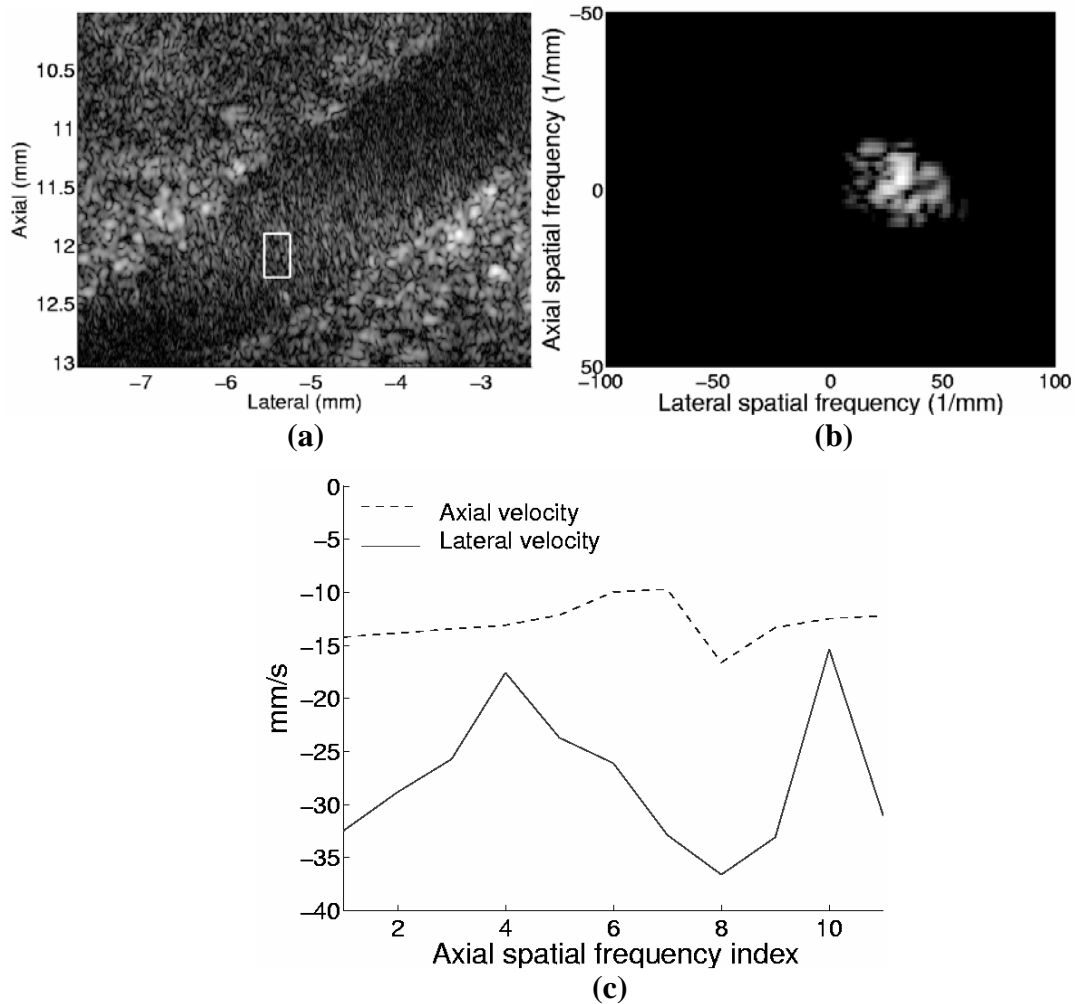 10.5
11
11.5
12
12.5
13
Axial (mm)
−7 −6 −5 −4 −3
Lateral (mm)
(a)
−50
0
50
Axial spatial frequency (1/mm)
−100 −50 0 50 100
Lateral spatial frequency (1/mm)
(b)
0
−5
−10
−15
−20
−25
−30
−35
−40
mm/s
Axial velocity
Lateral velocity
2 4 6 8 10
Axial spatial frequency index
(c)